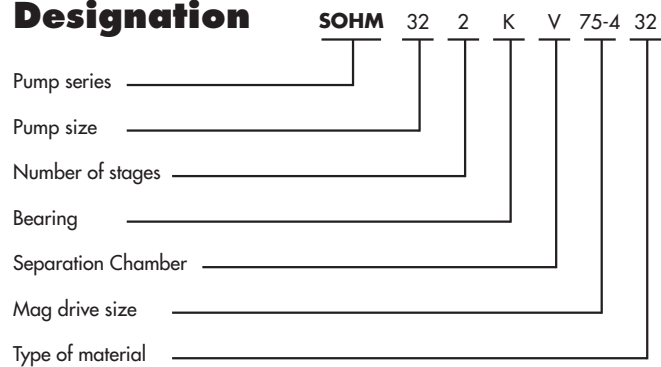 Designation SOHM 32 2 K V 75-4 32
Pump series
Pump size
Number of stages
Bearing
Separation Chamber
Mag drive size
Type of material